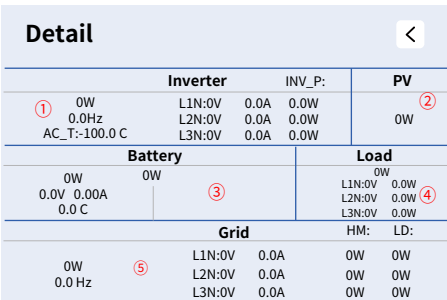 Detail
Inverter INV_P: PV
① 0W L1N:0V 0.0A 0.0W ②
0.0Hz L2N:0V 0.0A 0.0W 0W
AC_T:-100.0 C L3N:0V 0.0A 0.0W
Battery Load
0W 0W ③ 0W
0.0V 0.00A L1N:0V 0.0W ④
0.0 C L2N:0V 0.0W
L3N:0V 0.0W
Grid HM: LD:
L1N:0V 0.0A 0W 0W
0W ⑤ L2N:0V 0.0A 0W 0W
0.0 Hz L3N:0V 0.0A 0W 0W